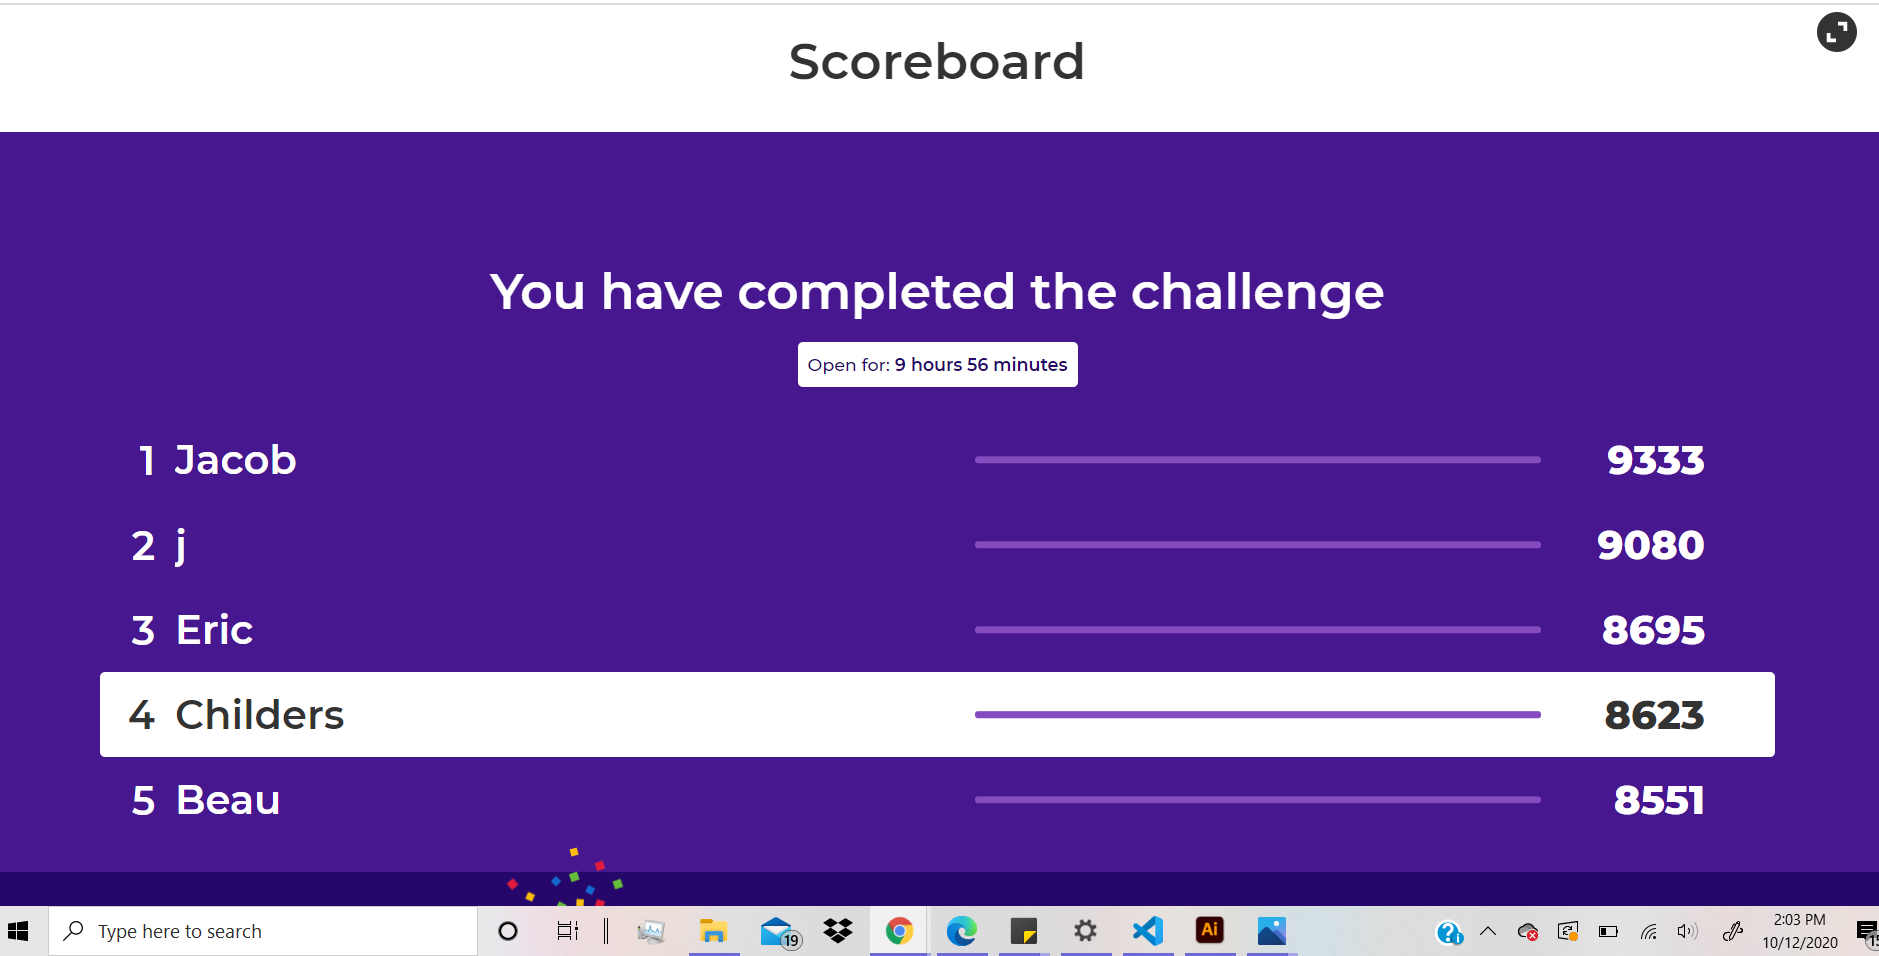 Scoreboard
You have completed the challenge
Open for: 9 hours 56 minutes
1 Jacob 9333
2 j 9080
3 Eric 8695
4 Childers 8623
5 Beau 8551
Type here to search
19
Ai
2:03 PM
10/12/2020